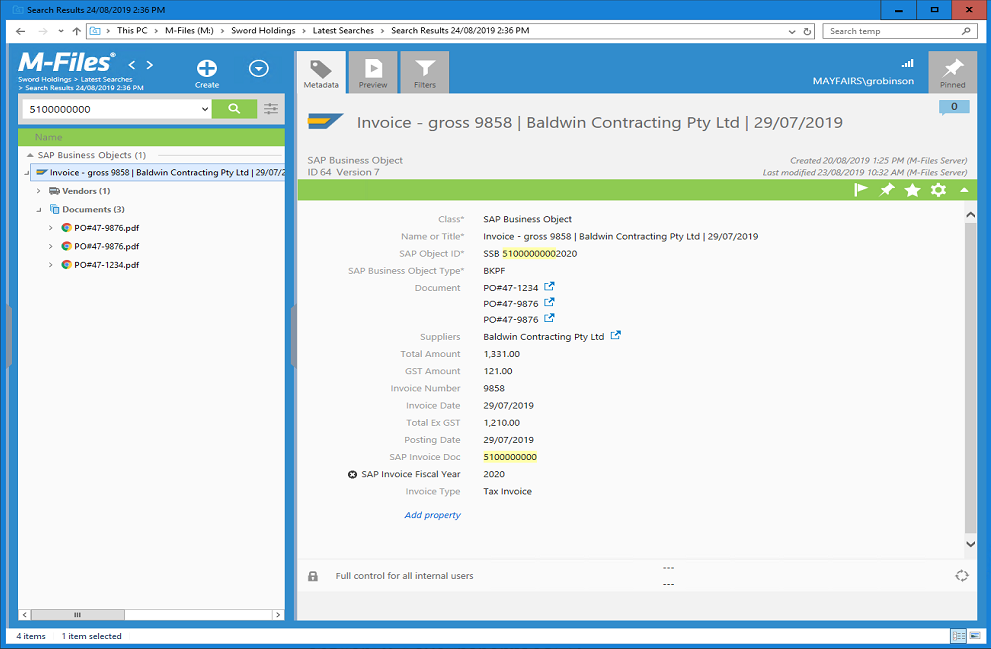 Search Results 24/08/2019 2:36 PM
This PC > M-Files (M:) > Sword Holdings > Latest Searches > Search Results 24/08/2019 2:36 PM
Search temp
M-Files®
Sword Holdings > Latest Searches
> Search Results 24/08/2019 2:36 PM
Create
5100000000
Name
SAP Business Objects (1)
Invoice - gross 9858 | Baldwin Contracting Pty Ltd | 29/07/2
Vendors (1)
Documents (3)
PO#47-9876.pdf
PO#47-9876.pdf
PO#47-1234.pdf
Metadata
Preview
Filters
MAYFAIRS\grobinson
Pinned
0
Invoice - gross 9858 | Baldwin Contracting Pty Ltd | 29/07/2019
SAP Business Object
ID 64 Version 7
Created 20/08/2019 1:25 PM (M-Files Server)
Last modified 23/08/2019 10:32 AM (M-Files Server)
Class* SAP Business Object
Name or Title* Invoice - gross 9858 | Baldwin Contracting Pty Ltd | 29/07/2019
SAP Object ID* SSB 51000000002020
SAP Business Object Type* BKPF
Document PO#47-1234
PO#47-9876
PO#47-9876
Suppliers Baldwin Contracting Pty Ltd
Total Amount 1,331.00
GST Amount 121.00
Invoice Number 9858
Invoice Date 29/07/2019
Total Ex GST 1,210.00
Posting Date 29/07/2019
SAP Invoice Doc 5100000000
SAP Invoice Fiscal Year 2020
Invoice Type Tax Invoice
Add property
Full control for all internal users
---
---
4 items 1 item selected